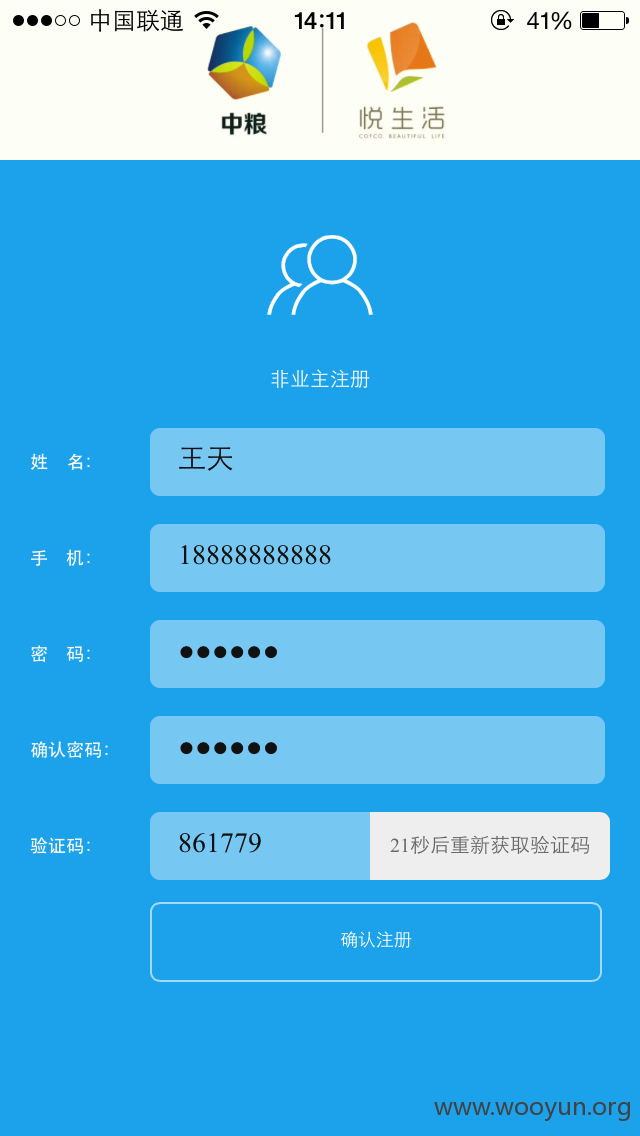 中国联通 14:11 41%
中粮 悦生活
COFCO BEAUTIFUL LIFE
非业主注册
姓 名： 王天
手 机： 18888888888
密 码： ●●●●●●
确认密码： ●●●●●●
验证码： 861779 21秒后重新获取验证码
确认注册
www.wooyun.org